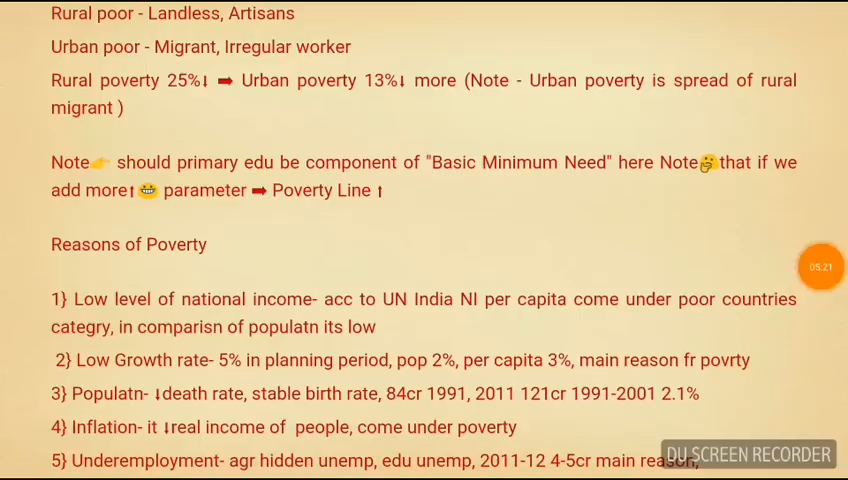 Rural poor - Landless, Artisans
Urban poor - Migrant, Irregular worker
Rural poverty 25%⬇ ➡ Urban poverty 13%⬇ more (Note - Urban poverty is spread of rural
migrant )
Note👉 should primary edu be component of "Basic Minimum Need" here Note🤔that if we
add more⬆😁 parameter ➡ Poverty Line ⬆
Reasons of Poverty
1} Low level of national income- acc to UN India NI per capita come under poor countries
categry, in comparisn of populatn its low
05:21
2} Low Growth rate- 5% in planning period, pop 2%, per capita 3%, main reason fr povrty
3} Populatn- ⬇death rate, stable birth rate, 84cr 1991, 2011 121cr 1991-2001 2.1%
4} Inflation- it ⬇real income of people, come under poverty
5} Underemployment- agr hidden unemp, edu unemp, 2011-12 4-5cr main reason,
DU SCREEN RECORDER